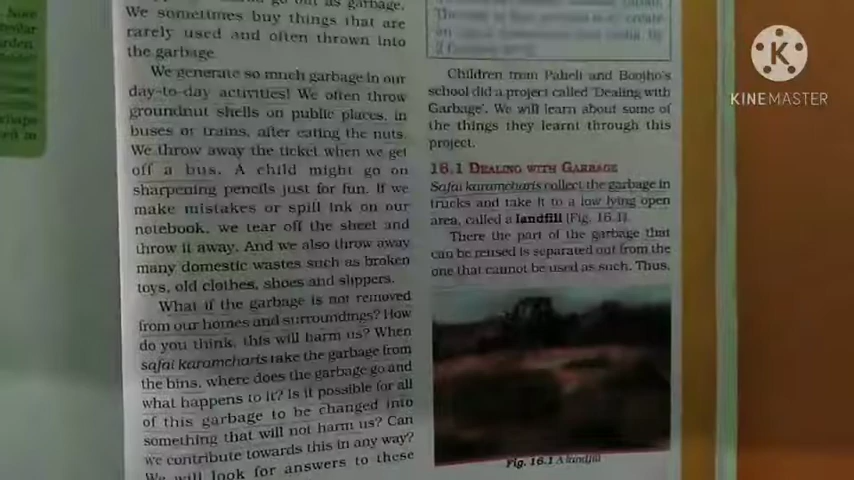 We sometimes buy things that are
rarely used and often thrown into
the garbage.
We generate so much garbage in our
day-to-day activities! We often throw
groundnut shells on public places, in
buses or trains, after eating the nuts.
We throw away the ticket when we get
off a bus. A child might go on
sharpening pencils just for fun. If we
make mistakes or spill ink on our
notebook, we tear off the sheet and
throw it away. And we also throw away
many domestic wastes such as broken
toys, old clothes, shoes and slippers.
What if the garbage is not removed
from our homes and surroundings? How
do you think, this will harm us? When
safai karamcharis take the garbage from
the bins, where does the garbage go and
what happens to it? Is it possible for all
of this garbage to be changed into
something that will not harm us? Can
we contribute towards this in any way?
We will look for answers to these
Children from Paheli and Boojho's
school did a project called 'Dealing with
Garbage'. We will learn about some of
the things they learnt through this
project.
16.1 DEALING WITH GARBAGE
Safai karamcharis collect the garbage in
trucks and take it to a low lying open
area, called a landfill (Fig. 16.1).
There the part of the garbage that
can be reused is separated out from the
one that cannot be used as such. Thus,
Fig. 16.1 A landfill
K
KINEMASTER